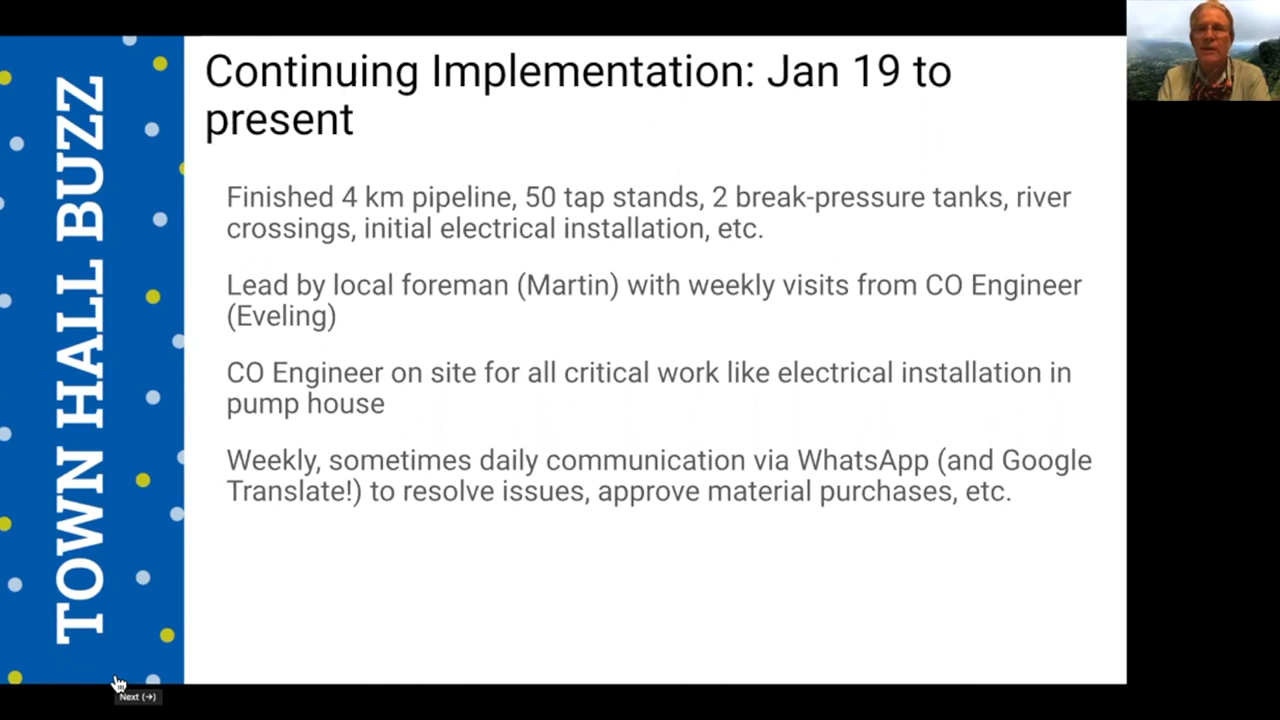 TOWN HALL BUZZ
Continuing Implementation: Jan 19 to
present
Finished 4 km pipeline, 50 tap stands, 2 break-pressure tanks, river
crossings, initial electrical installation, etc.
Lead by local foreman (Martin) with weekly visits from CO Engineer
(Eveling)
CO Engineer on site for all critical work like electrical installation in
pump house
Weekly, sometimes daily communication via WhatsApp (and Google
Translate!) to resolve issues, approve material purchases, etc.
Next (→)